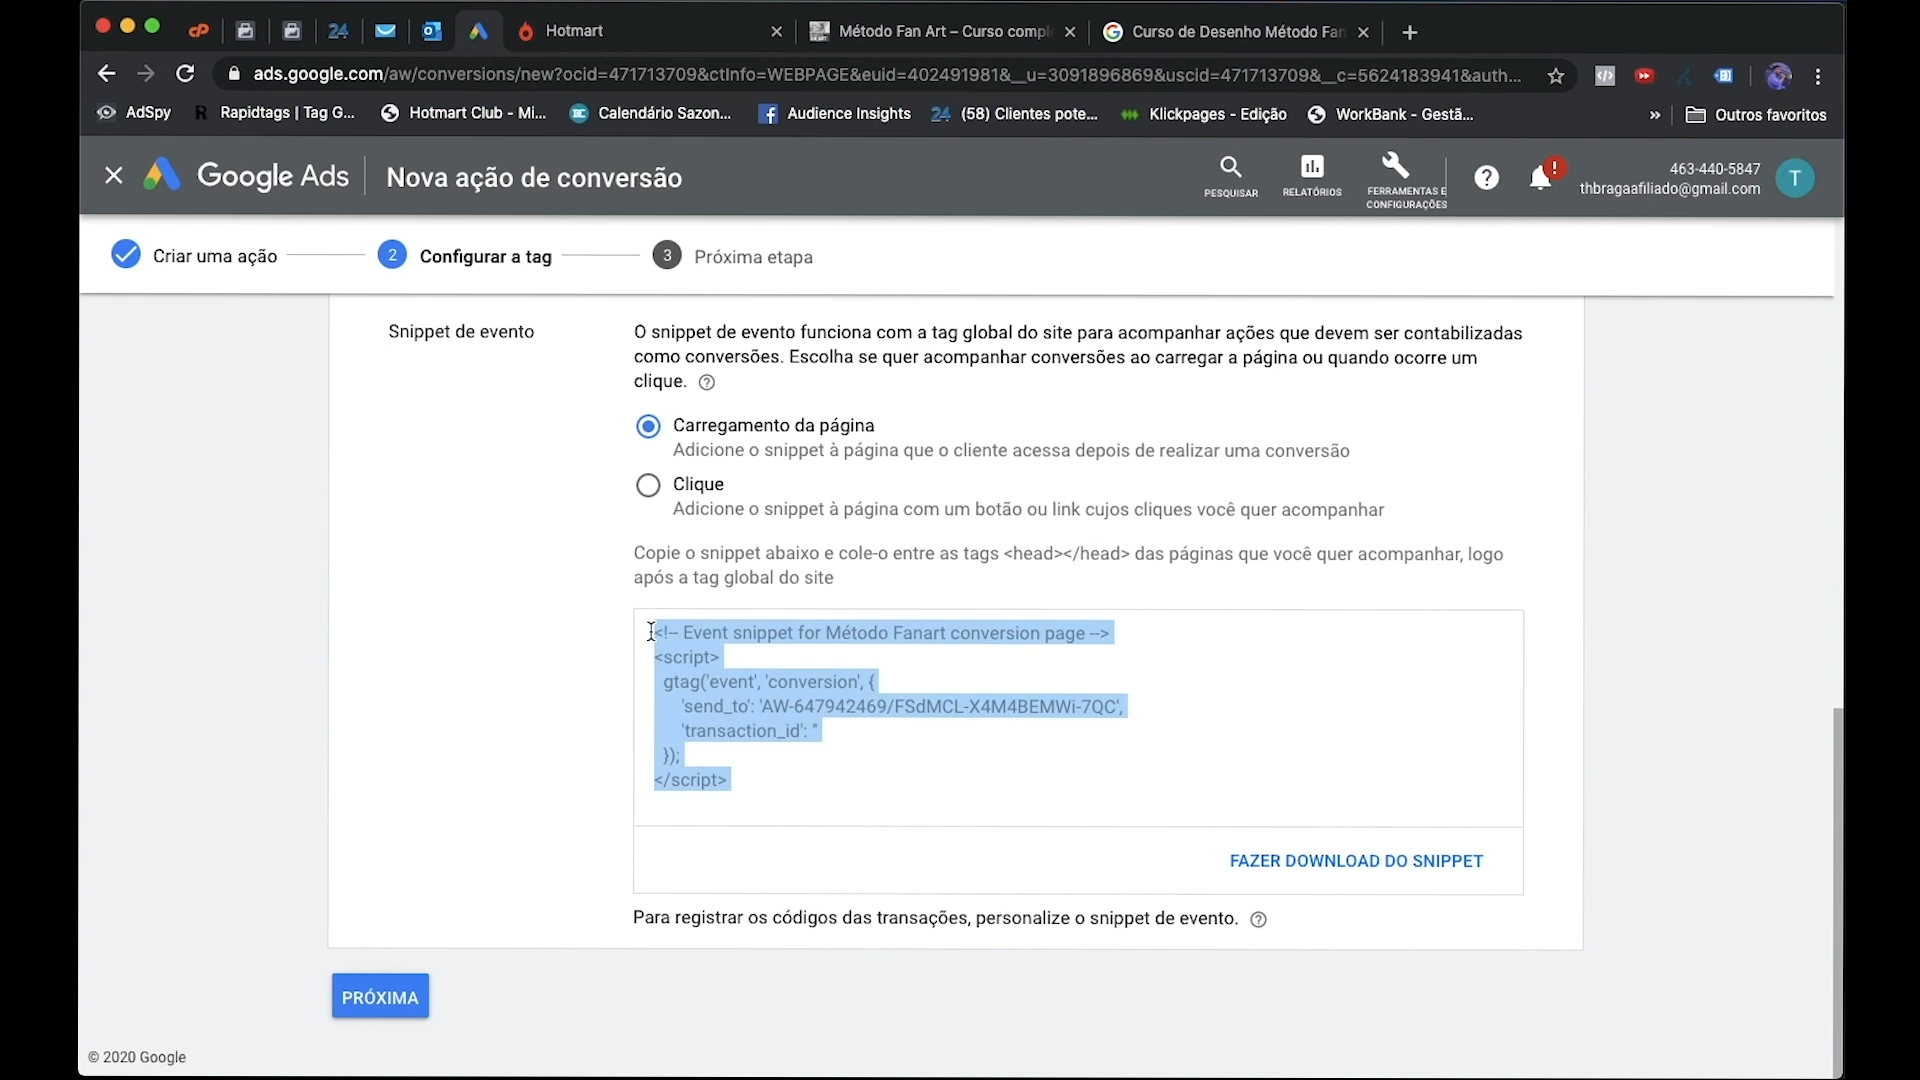 24
Hotmart
Método Fan Art – Curso compl
Curso de Desenho Método Fan
ads.google.com/aw/conversions/new?ocid=471713709&ctInfo=WEBPAGE&euid=402491981&__u=3091896869&uscid=471713709&__c=5624183941&auth...
AdSpy
Rapidtags | Tag G...
Hotmart Club - Mi...
Calendário Sazon...
Audience Insights
24 (58) Clientes pote...
Klickpages - Edição
WorkBank - Gestã...
» Outros favoritos
Google Ads
Nova ação de conversão
PESQUISAR
RELATÓRIOS
FERRAMENTAS E
CONFIGURAÇÕES
463-440-5847
thbragaafiliado@gmail.com
T
Criar uma ação
2 Configurar a tag
3 Próxima etapa
Snippet de evento
O snippet de evento funciona com a tag global do site para acompanhar ações que devem ser contabilizadas
como conversões. Escolha se quer acompanhar conversões ao carregar a página ou quando ocorre um
clique.
Carregamento da página
Adicione o snippet à página que o cliente acessa depois de realizar uma conversão
Clique
Adicione o snippet à página com um botão ou link cujos cliques você quer acompanhar
Copie o snippet abaixo e cole-o entre as tags <head></head> das páginas que você quer acompanhar, logo
após a tag global do site
<!-- Event snippet for Método Fanart conversion page -->
<script>
gtag('event', 'conversion', {
'send_to': 'AW-647942469/FSdMCL-X4M4BEMWi-7QC',
'transaction_id': ''
});
</script>
FAZER DOWNLOAD DO SNIPPET
Para registrar os códigos das transações, personalize o snippet de evento.
PRÓXIMA
© 2020 Google